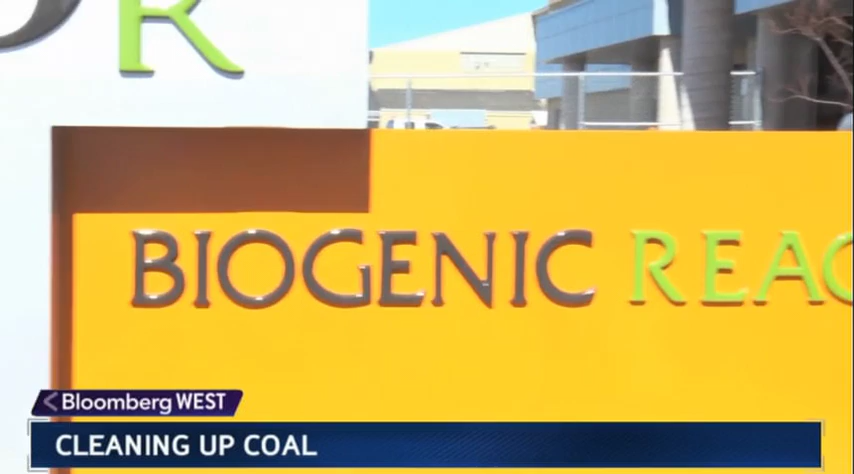 R
BIOGENIC REAC
<Bloomberg WEST
CLEANING UP COAL